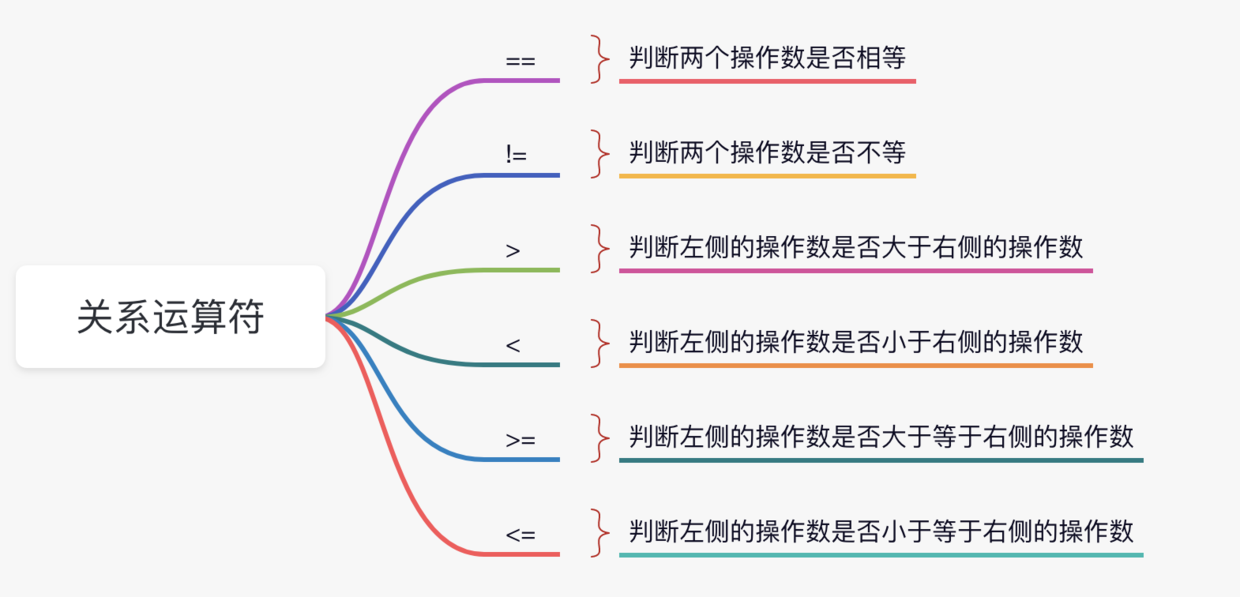 关系运算符
==
判断两个操作数是否相等
!=
判断两个操作数是否不等
>
判断左侧的操作数是否大于右侧的操作数
<
判断左侧的操作数是否小于右侧的操作数
>=
判断左侧的操作数是否大于等于右侧的操作数
<=
判断左侧的操作数是否小于等于右侧的操作数